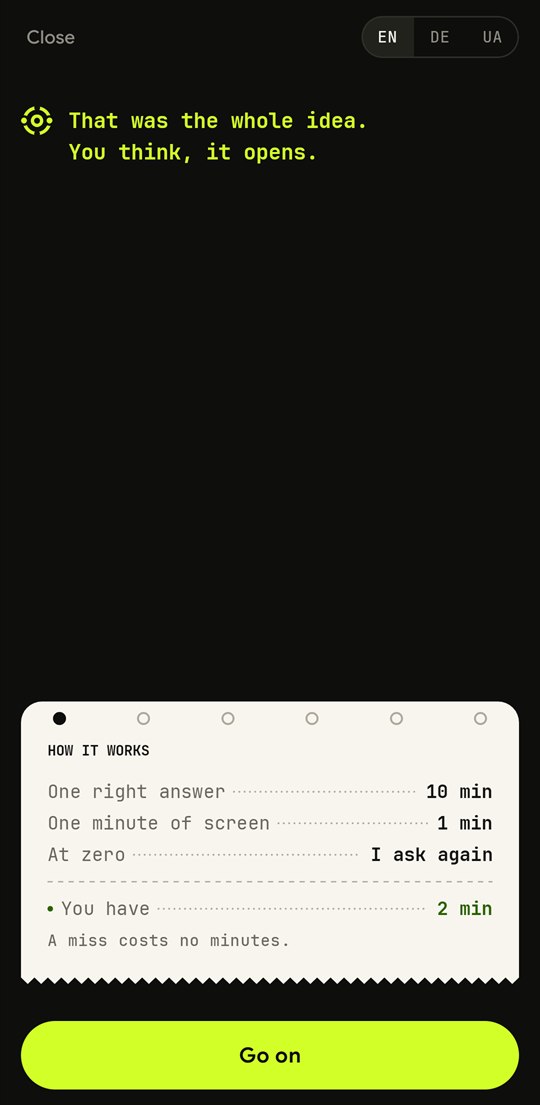 Close
EN DE UA
That was the whole idea.
You think, it opens.
HOW IT WORKS
One right answer 10 min
One minute of screen 1 min
At zero I ask again
You have 2 min
A miss costs no minutes.
Go on